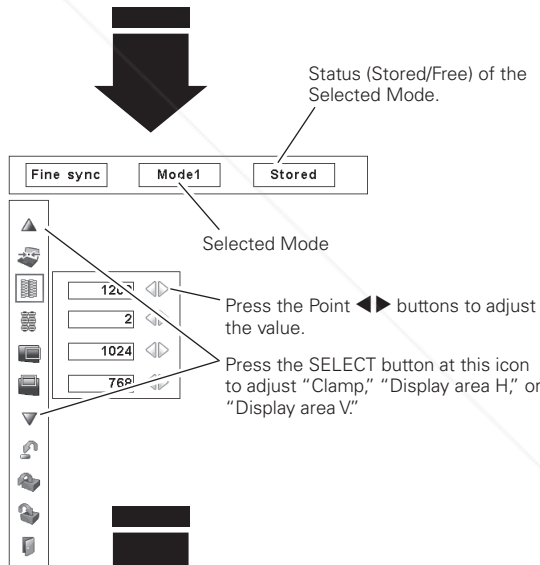 Status (Stored/Free) of the
Selected Mode.
Fine sync
Mode1
Stored
Selected Mode
2
1024
768
Press the Point ◀▶ buttons to adjust
the value.
Press the SELECT button at this icon
to adjust “Clamp,” “Display area H,” or
“Display area V.”